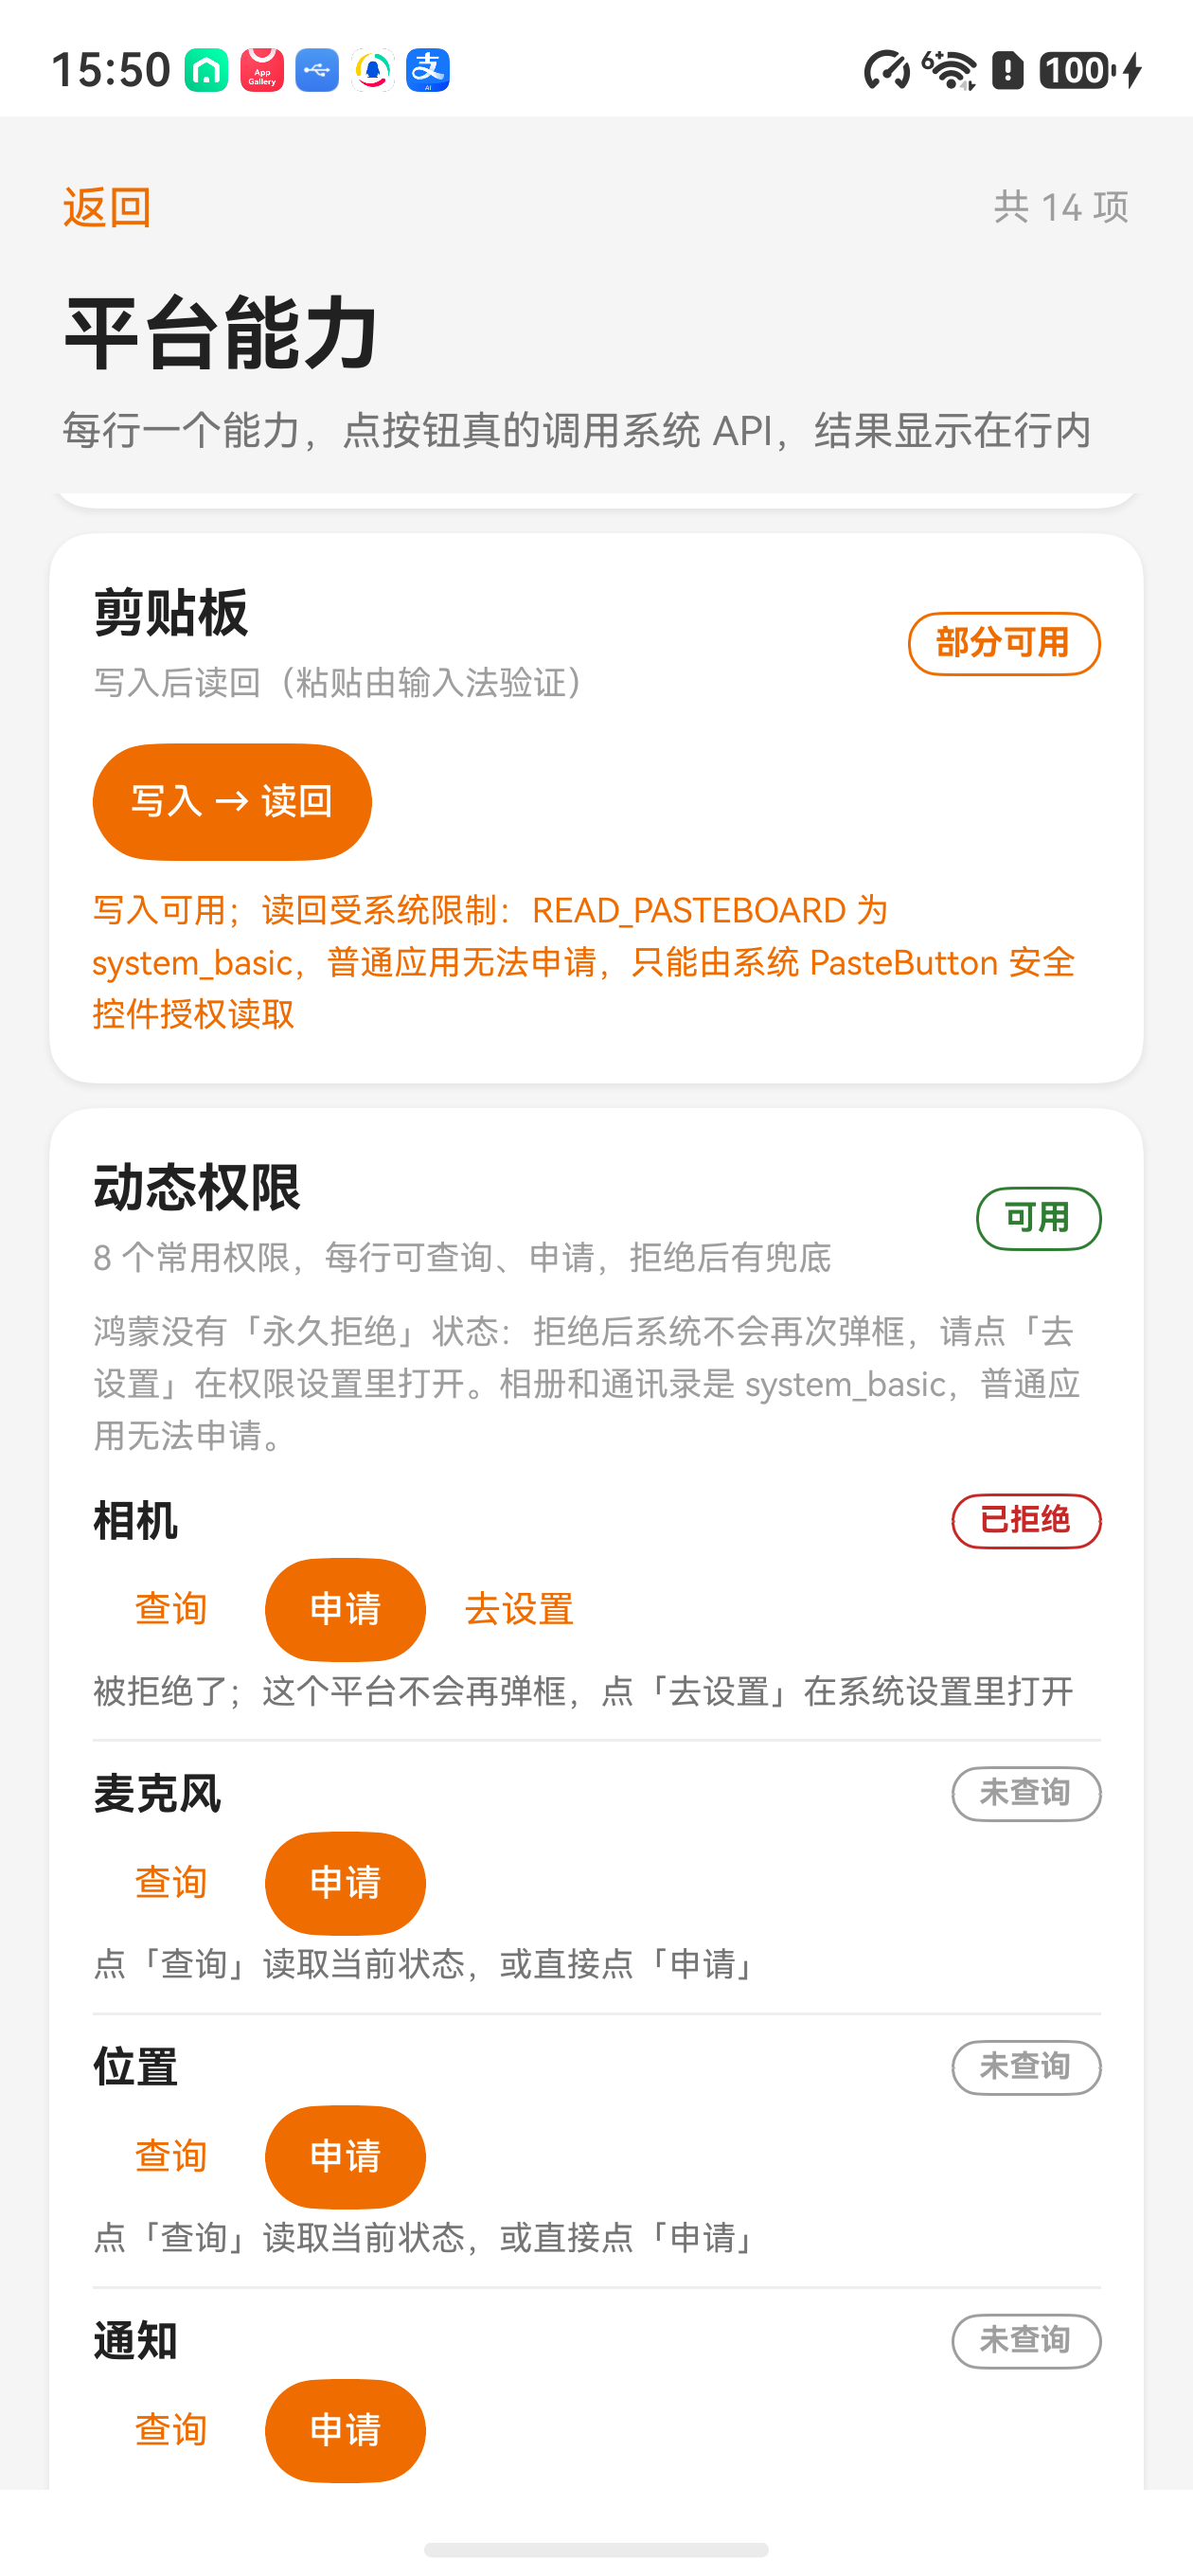 15:50
App
Gallery
支
AI
6+
100
返回
共 14 项
平台能力
每行一个能力，点按钮真的调用系统 API，结果显示在行内
剪贴板
部分可用
写入后读回（粘贴由输入法验证）
写入 → 读回
写入可用；读回受系统限制：READ_PASTEBOARD 为
system_basic，普通应用无法申请，只能由系统 PasteButton 安全
控件授权读取
动态权限
可用
8 个常用权限，每行可查询、申请，拒绝后有兜底
鸿蒙没有「永久拒绝」状态：拒绝后系统不会再次弹框，请点「去
设置」在权限设置里打开。相册和通讯录是 system_basic，普通应
用无法申请。
相机
已拒绝
查询 申请 去设置
被拒绝了；这个平台不会再弹框，点「去设置」在系统设置里打开
麦克风
未查询
查询 申请
点「查询」读取当前状态，或直接点「申请」
位置
未查询
查询 申请
点「查询」读取当前状态，或直接点「申请」
通知
未查询
查询 申请